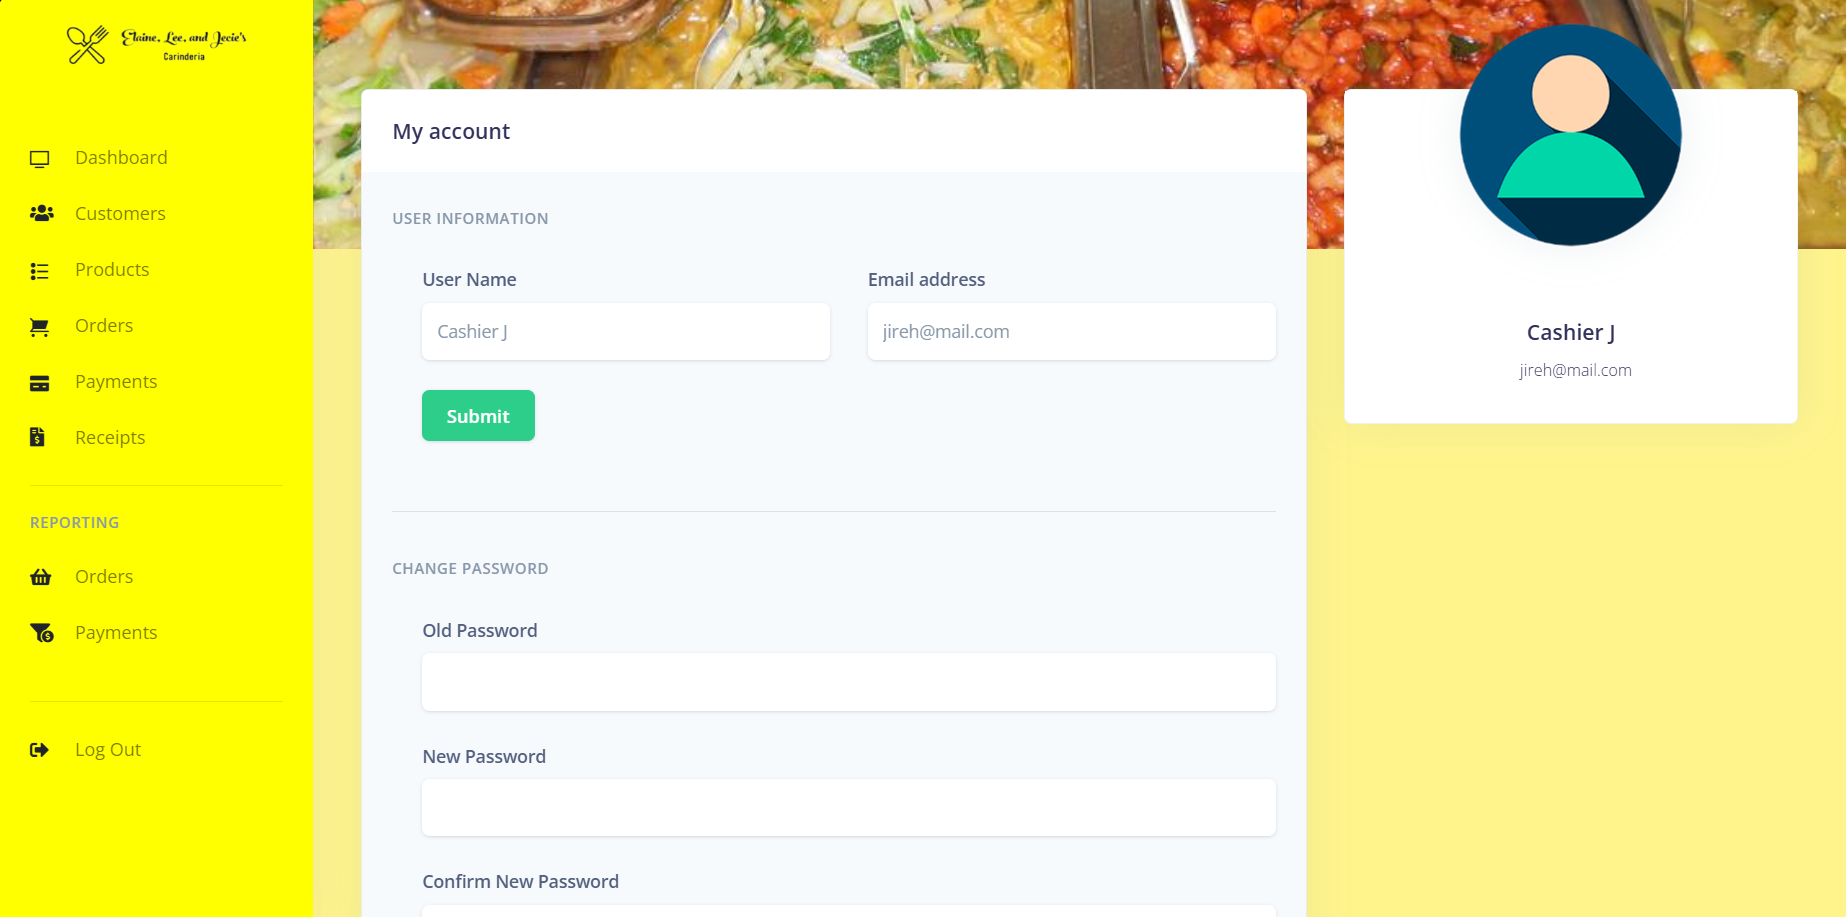 Elaine, Lee, and Jecie's
Carinderia
Dashboard
Customers
Products
Orders
Payments
Receipts
REPORTING
Orders
Payments
Log Out
My account
USER INFORMATION
User Name
Email address
Cashier J
jireh@mail.com
Submit
CHANGE PASSWORD
Old Password
New Password
Confirm New Password
Cashier J
jireh@mail.com